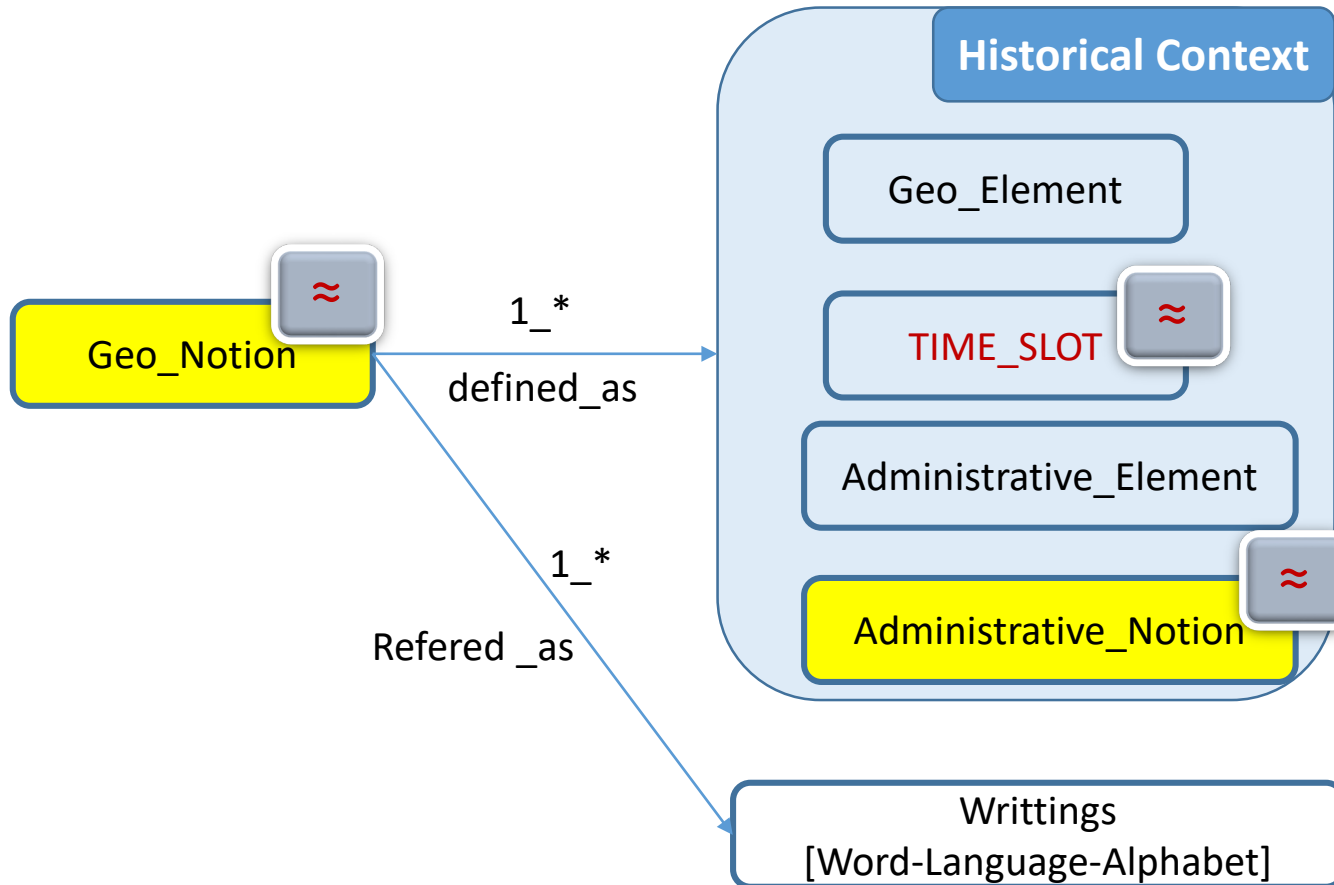 Historical Context
Geo_Element
≈
TIME_SLOT
≈
Geo_Notion
1_*
defined_as
Administrative_Element
1_*
Refered _as
≈
Administrative_Notion
Writtings
[Word-Language-Alphabet]